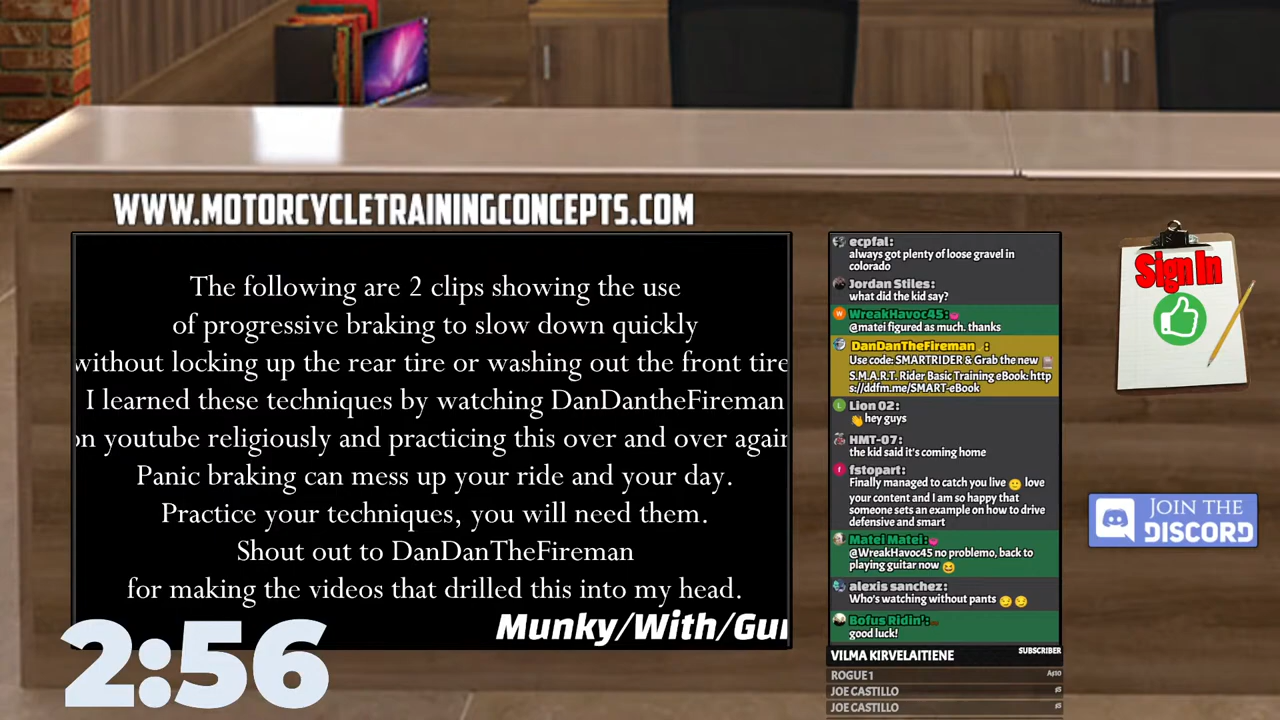 WWW.MOTORCYCLETRAININGCONCEPTS.COM
The following are 2 clips showing the use
of progressive braking to slow down quickly
without locking up the rear tire or washing out the front tire
I learned these techniques by watching DanDantheFireman
on youtube religiously and practicing this over and over again
Panic braking can mess up your ride and your day.
Practice your techniques, you will need them.
Shout out to DanDanTheFireman
for making the videos that drilled this into my head.
Munky/With/Gu
2:56
ecpfal:
always got plenty of loose gravel in
colorado
Jordan Stiles:
what did the kid say?
WreakHavoc45:
@matei figured as much. thanks
DanDanTheFireman :
Use code: SMARTRIDER & Grab the new
S.M.A.R.T. Rider Basic Training eBook: http
s://ddfm.me/SMART-eBook
L
Lion 02:
hey guys
HMT-07:
the kid said it's coming home
f
fstopart:
Finally managed to catch you live love
your content and I am so happy that
someone sets an example on how to drive
defensive and smart
Matei Matei:
@WreakHavoc45 no problemo, back to
playing guitar now
alexis sanchez:
Who's watching without pants
Bofus Ridin':
good luck!
VILMA KIRVELAITIENE SUBSCRIBER
ROGUE 1 A$10
JOE CASTILLO $5
JOE CASTILLO $5
Sign In
JOIN THE
DISCORD